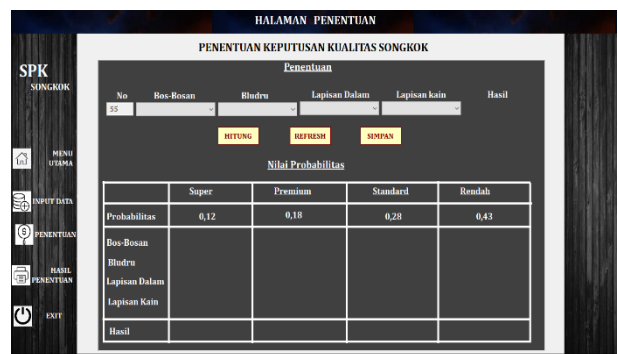 HALAMAN PENENTUAN
PENENTUAN KEPUTUSAN KUALITAS SONGKOK
SPK
SONGKOK
MENU
UTAMA
INPUT DATA
PENENTUAN
HASIL
PENENTUAN
EXIT
Penentuan
No Bos-Bosan Bludru Lapisan Dalam Lapisan kain Hasil
55
HITUNG REFRESH SIMPAN
Nilai Probabilitas
Super Premium Standard Rendah
Probabilitas 0,12 0,18 0,28 0,43
Bos-Bosan
Bludru
Lapisan Dalam
Lapisan Kain
Hasil